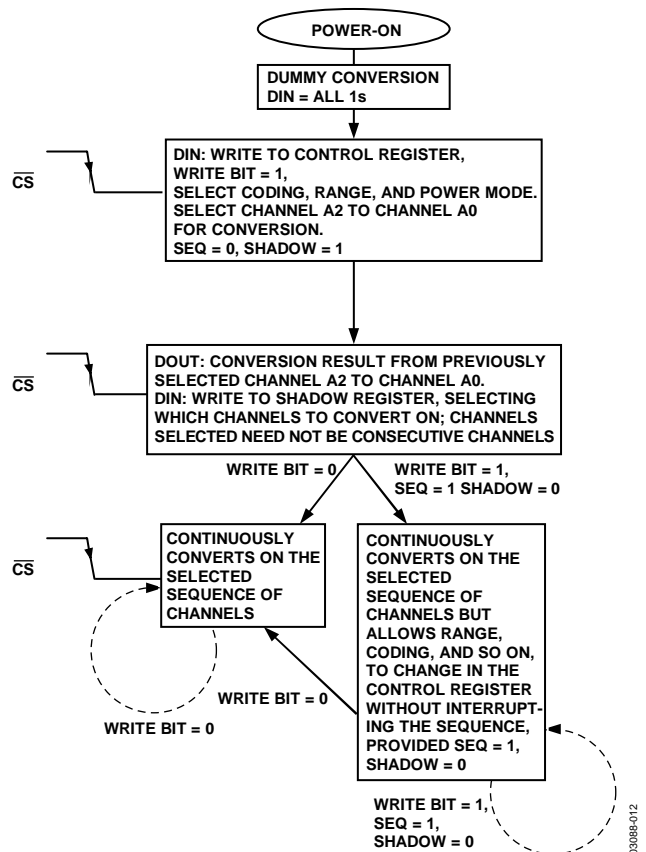 POWER-ON
DUMMY CONVERSION
DIN = ALL 1s
CS
DIN: WRITE TO CONTROL REGISTER,
WRITE BIT = 1,
SELECT CODING, RANGE, AND POWER MODE.
SELECT CHANNEL A2 TO CHANNEL A0
FOR CONVERSION.
SEQ = 0, SHADOW = 1
CS
DOUT: CONVERSION RESULT FROM PREVIOUSLY
SELECTED CHANNEL A2 TO CHANNEL A0.
DIN: WRITE TO SHADOW REGISTER, SELECTING
WHICH CHANNELS TO CONVERT ON; CHANNELS
SELECTED NEED NOT BE CONSECUTIVE CHANNELS
WRITE BIT = 0
WRITE BIT = 1,
SEQ = 1 SHADOW = 0
CS
CONTINUOUSLY
CONVERTS ON THE
SELECTED
SEQUENCE OF
CHANNELS
CONTINUOUSLY
CONVERTS ON THE
SELECTED
SEQUENCE OF
CHANNELS BUT
ALLOWS RANGE,
CODING, AND SO ON,
TO CHANGE IN THE
CONTROL REGISTER
WITHOUT INTERRUPT-
ING THE SEQUENCE,
PROVIDED SEQ = 1,
SHADOW = 0
WRITE BIT = 0
WRITE BIT = 0
WRITE BIT = 1,
SEQ = 1,
SHADOW = 0
03088-012